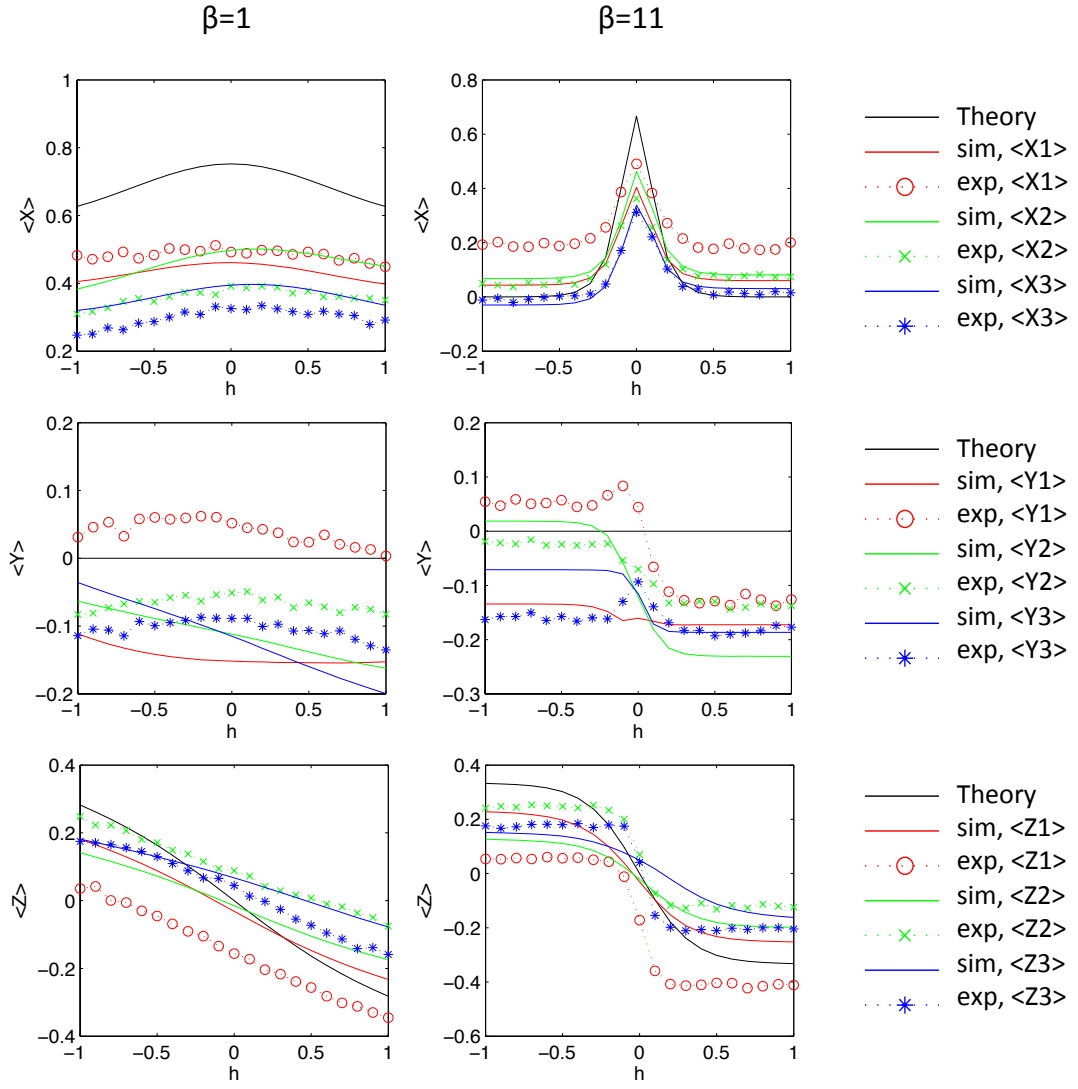 β=1
β=11
1
0.8
0.6
0.4
0.2
−1
−0.5
0
0.5
1
h
<X>
0.8
0.6
0.4
0.2
0
−0.2
−1
−0.5
0
0.5
1
h
<X>
Theory
sim, <X1>
exp, <X1>
sim, <X2>
exp, <X2>
sim, <X3>
exp, <X3>
0.2
0.1
0
−0.1
−0.2
−1
−0.5
0
0.5
1
h
<Y>
0.2
0.1
0
−0.1
−0.2
−0.3
−1
−0.5
0
0.5
1
h
<Y>
Theory
sim, <Y1>
exp, <Y1>
sim, <Y2>
exp, <Y2>
sim, <Y3>
exp, <Y3>
0.4
0.2
0
−0.2
−0.4
−1
−0.5
0
0.5
1
h
<Z>
0.4
0.2
0
−0.2
−0.4
−0.6
−1
−0.5
0
0.5
1
h
<Z>
Theory
sim, <Z1>
exp, <Z1>
sim, <Z2>
exp, <Z2>
sim, <Z3>
exp, <Z3>